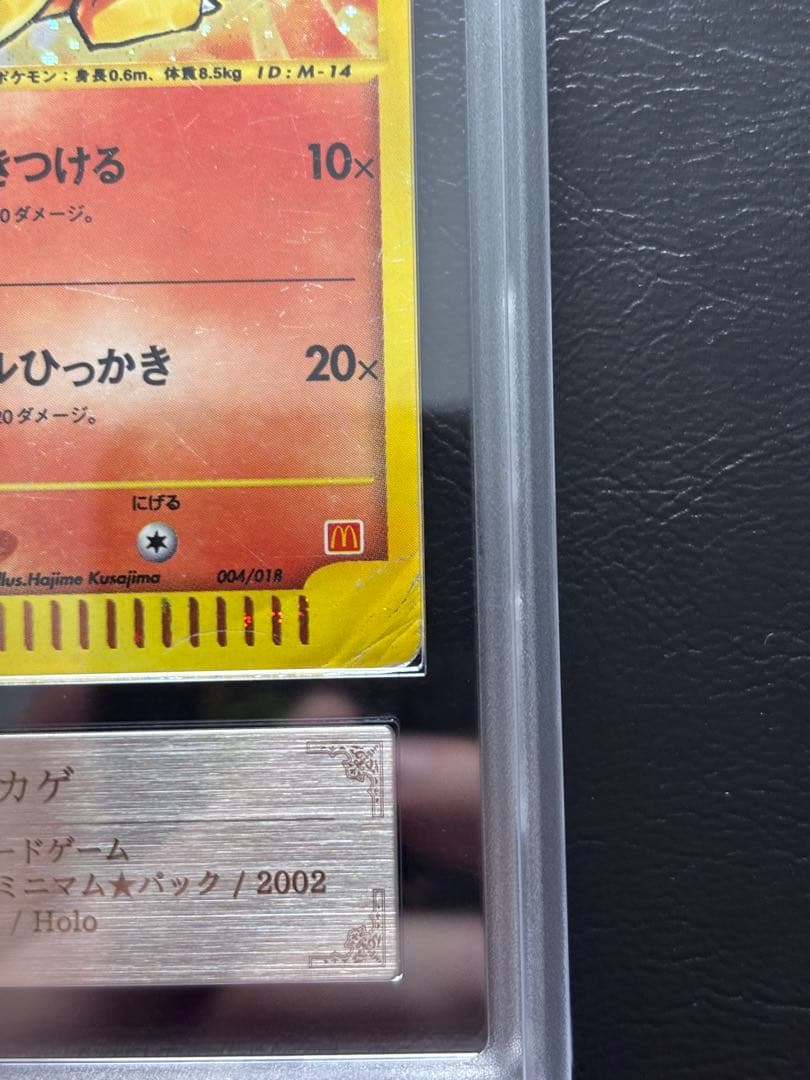 ポケモン：身長0.6m、体重8.5kg ID:M-14
きつける 10×
0ダメージ。
ルひっかき 20×
20ダメージ。
にげる
M
llus.Hajime Kusajima 004/018
カゲ
ードゲーム
ミニマム★パック / 2002
/ Holo